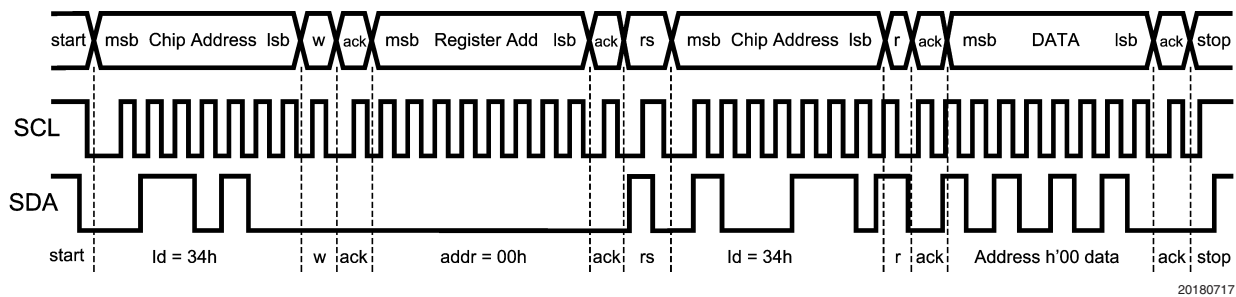 start msb Chip Address lsb w ack msb Register Add lsb ack rs msb Chip Address lsb r ack msb DATA lsb ack stop
SCL
SDA
start Id = 34h w ack addr = 00h ack rs Id = 34h r ack Address h'00 data ack stop
20180717